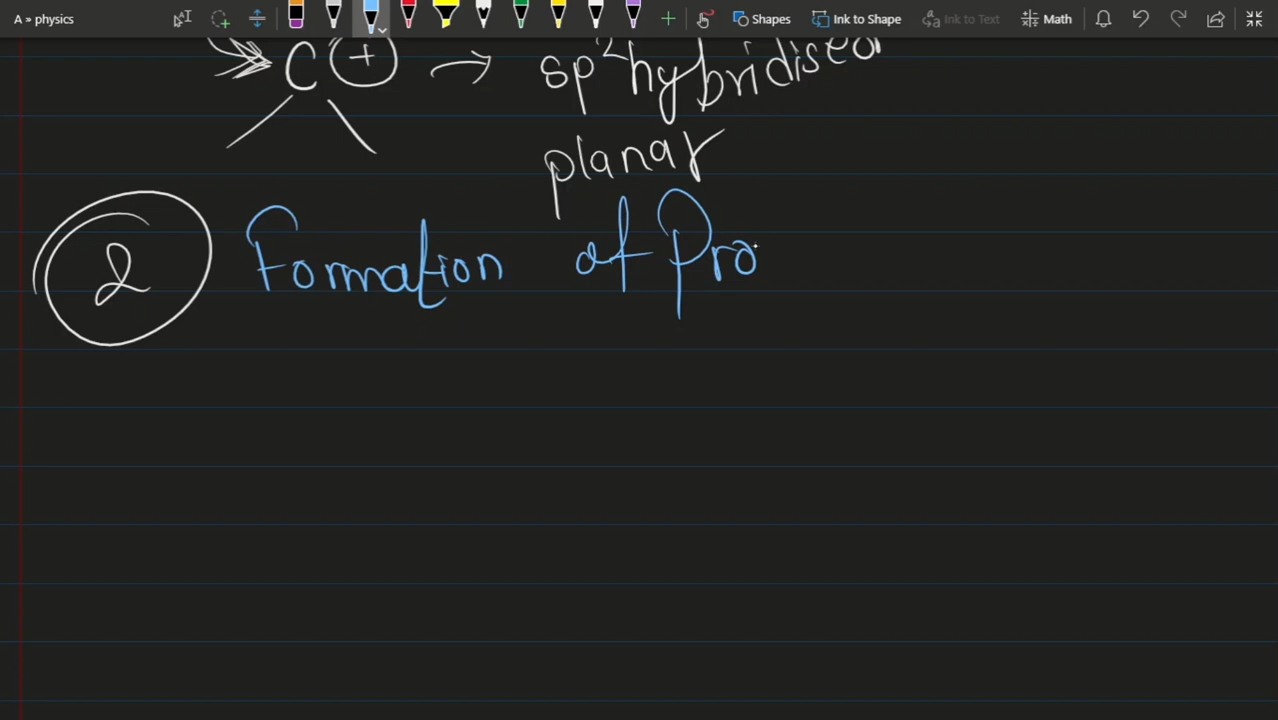 A » physics
Shapes
Ink to Shape
Ink to Text
Math
C + → sp² hybridised
planar
2 Formation of Pro